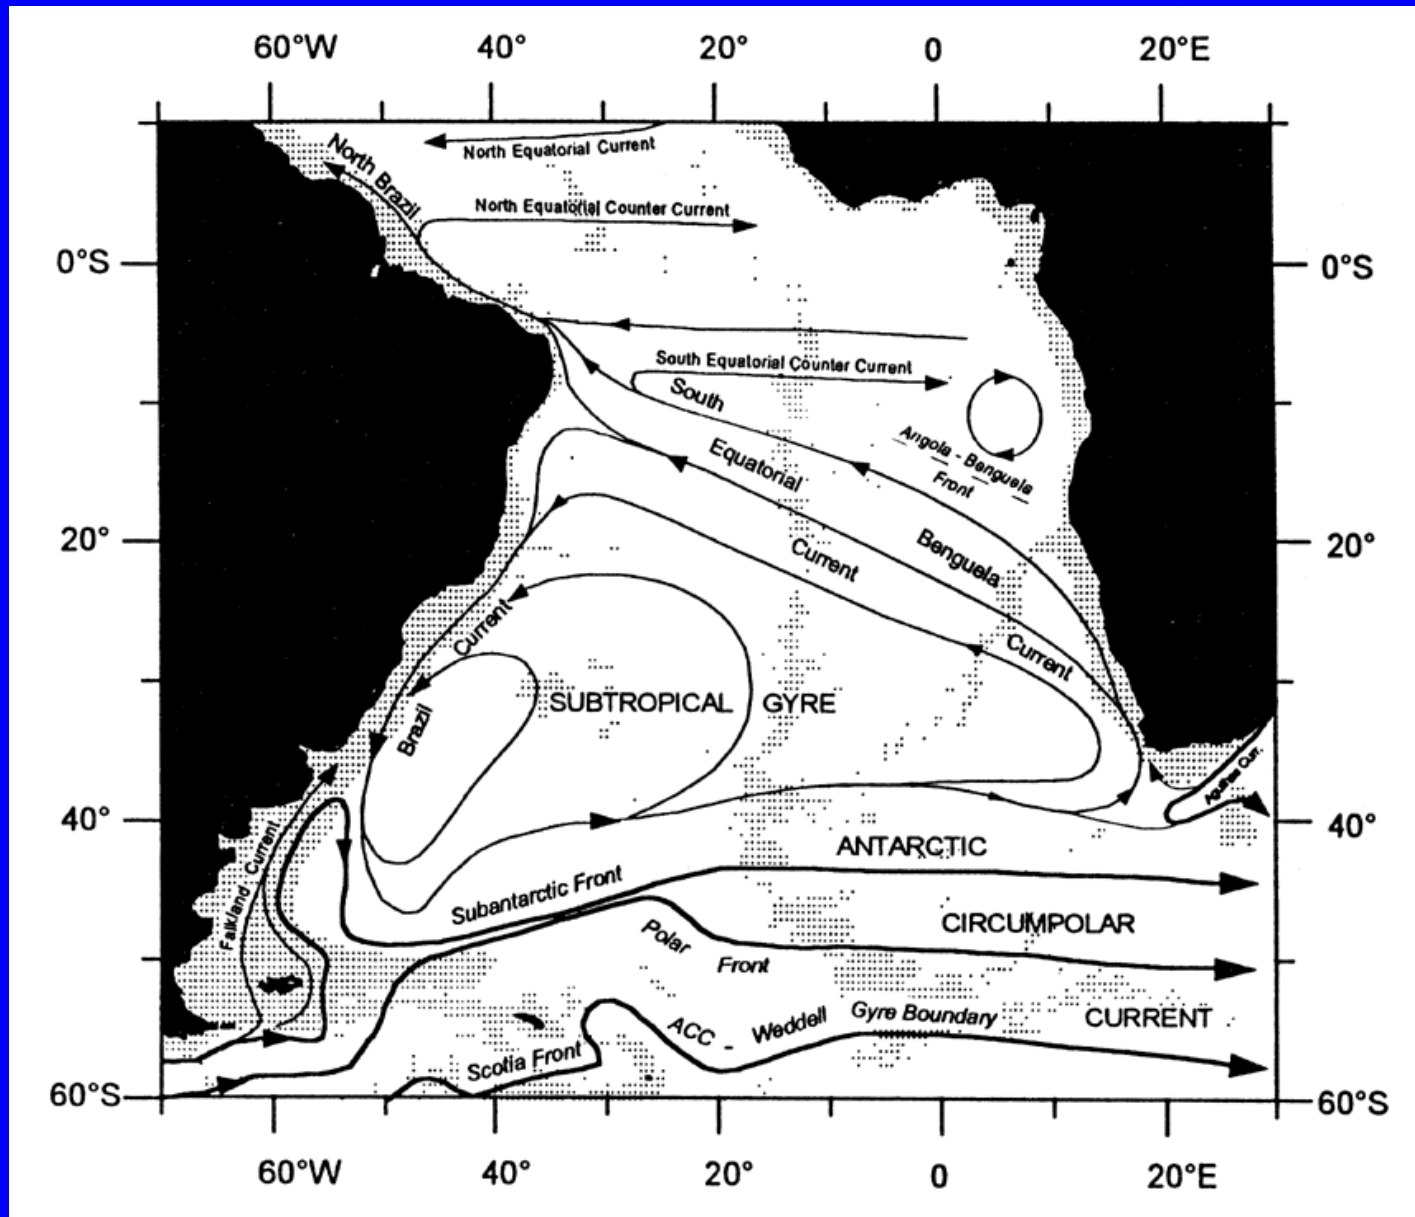 60°W 40° 20° 0 20°E
North Equatorial Current
North Brazil
North Equatorial Counter Current
0°S 0°S
South Equatorial Counter Current
South
Equatorial
Current
Angola - Benguela
Front
20° 20°
Benguela
Current
Current
Brazil
SUBTROPICAL GYRE
Agulhas Curr.
40° 40°
Falkland Current
ANTARCTIC
Subantarctic Front
CIRCUMPOLAR
Polar
Front
CURRENT
ACC - Weddell Gyre Boundary
Scotia Front
60°S 60°S
60°W 40° 20° 0 20°E